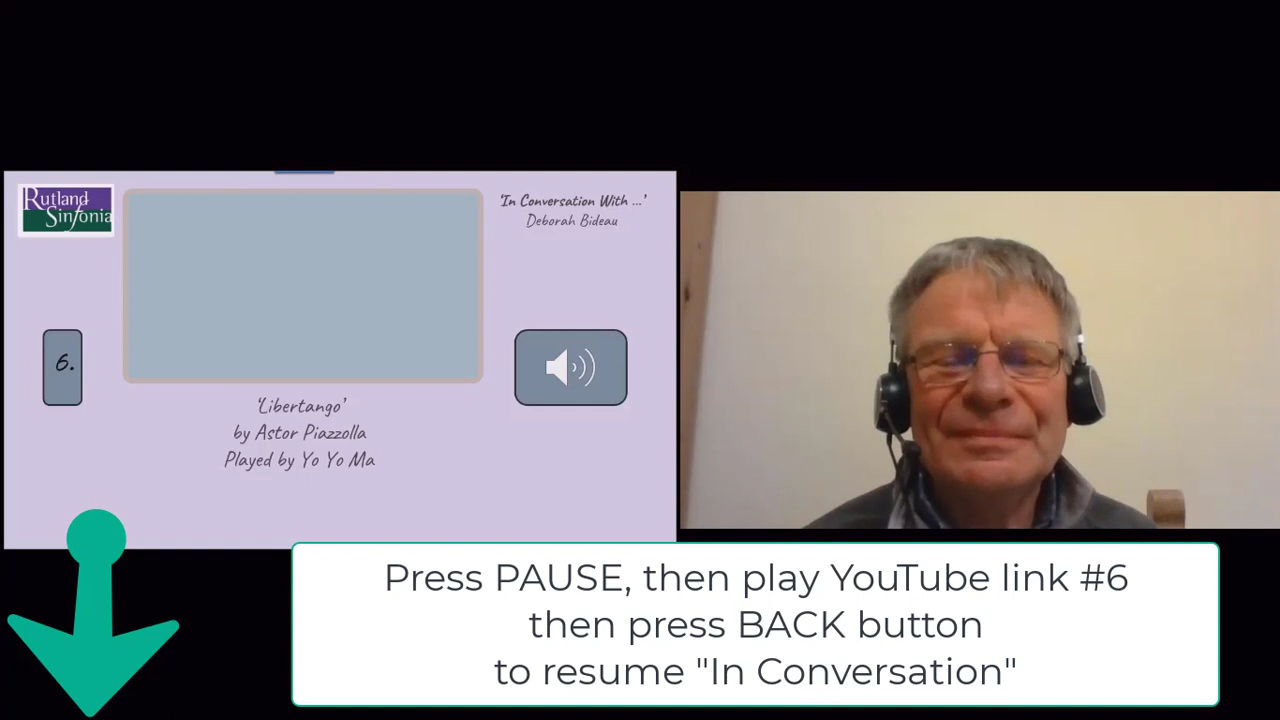 Rutland
Sinfonia
'In Conversation With ...'
Deborah Bideau
6.
'Libertango'
by Astor Piazzolla
Played by Yo Yo Ma
Press PAUSE, then play YouTube link #6
then press BACK button
to resume "In Conversation"